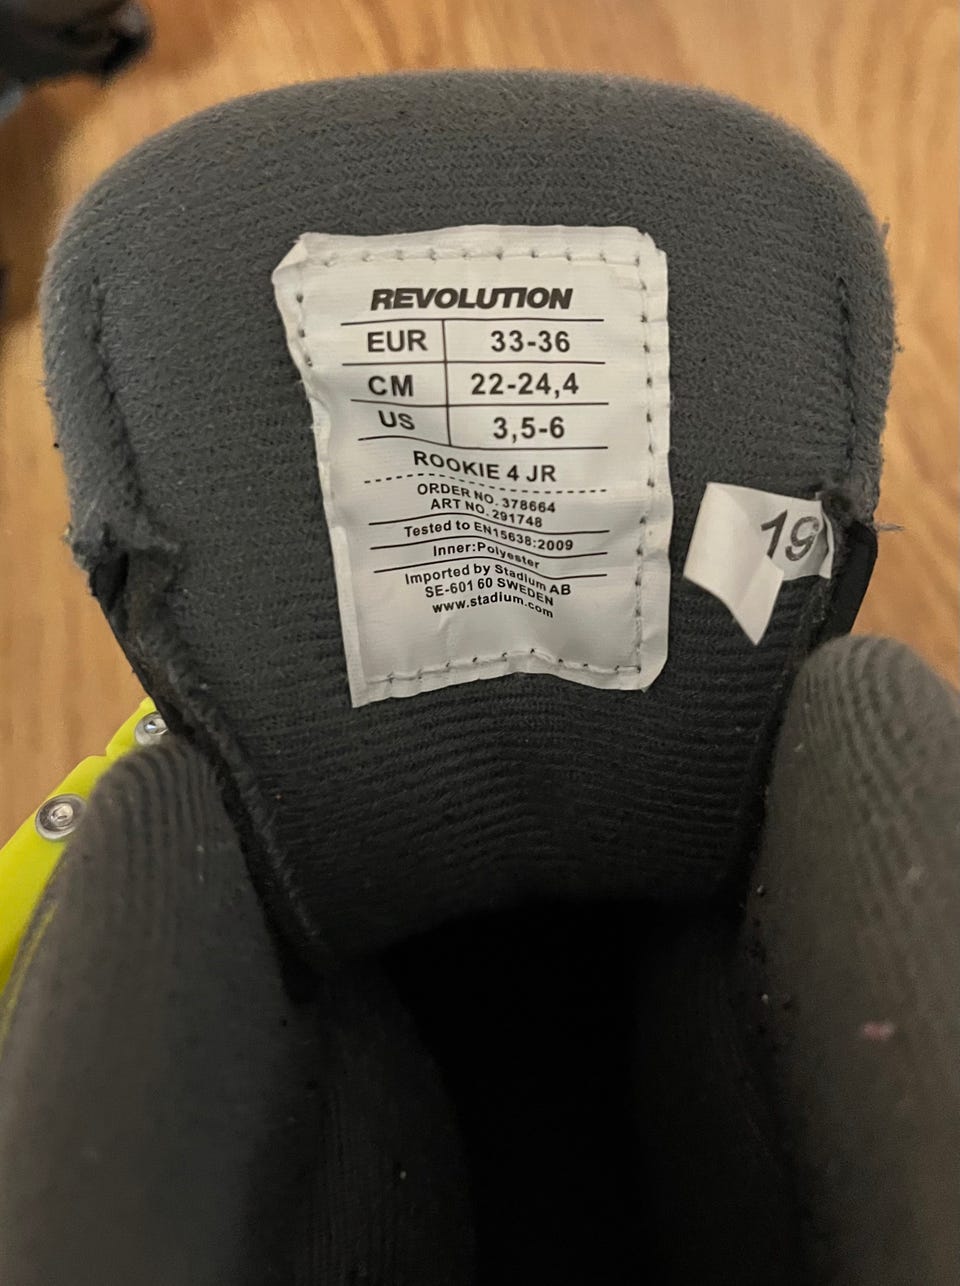 REVOLUTION
EUR 33-36
CM 22-24,4
US 3,5-6
ROOKIE 4 JR
ORDER NO. 378664
ART NO. 291748
Tested to EN15638:2009
Inner:Polyester
Imported by Stadium AB
SE-601 60 SWEDEN
www.stadium.com
19